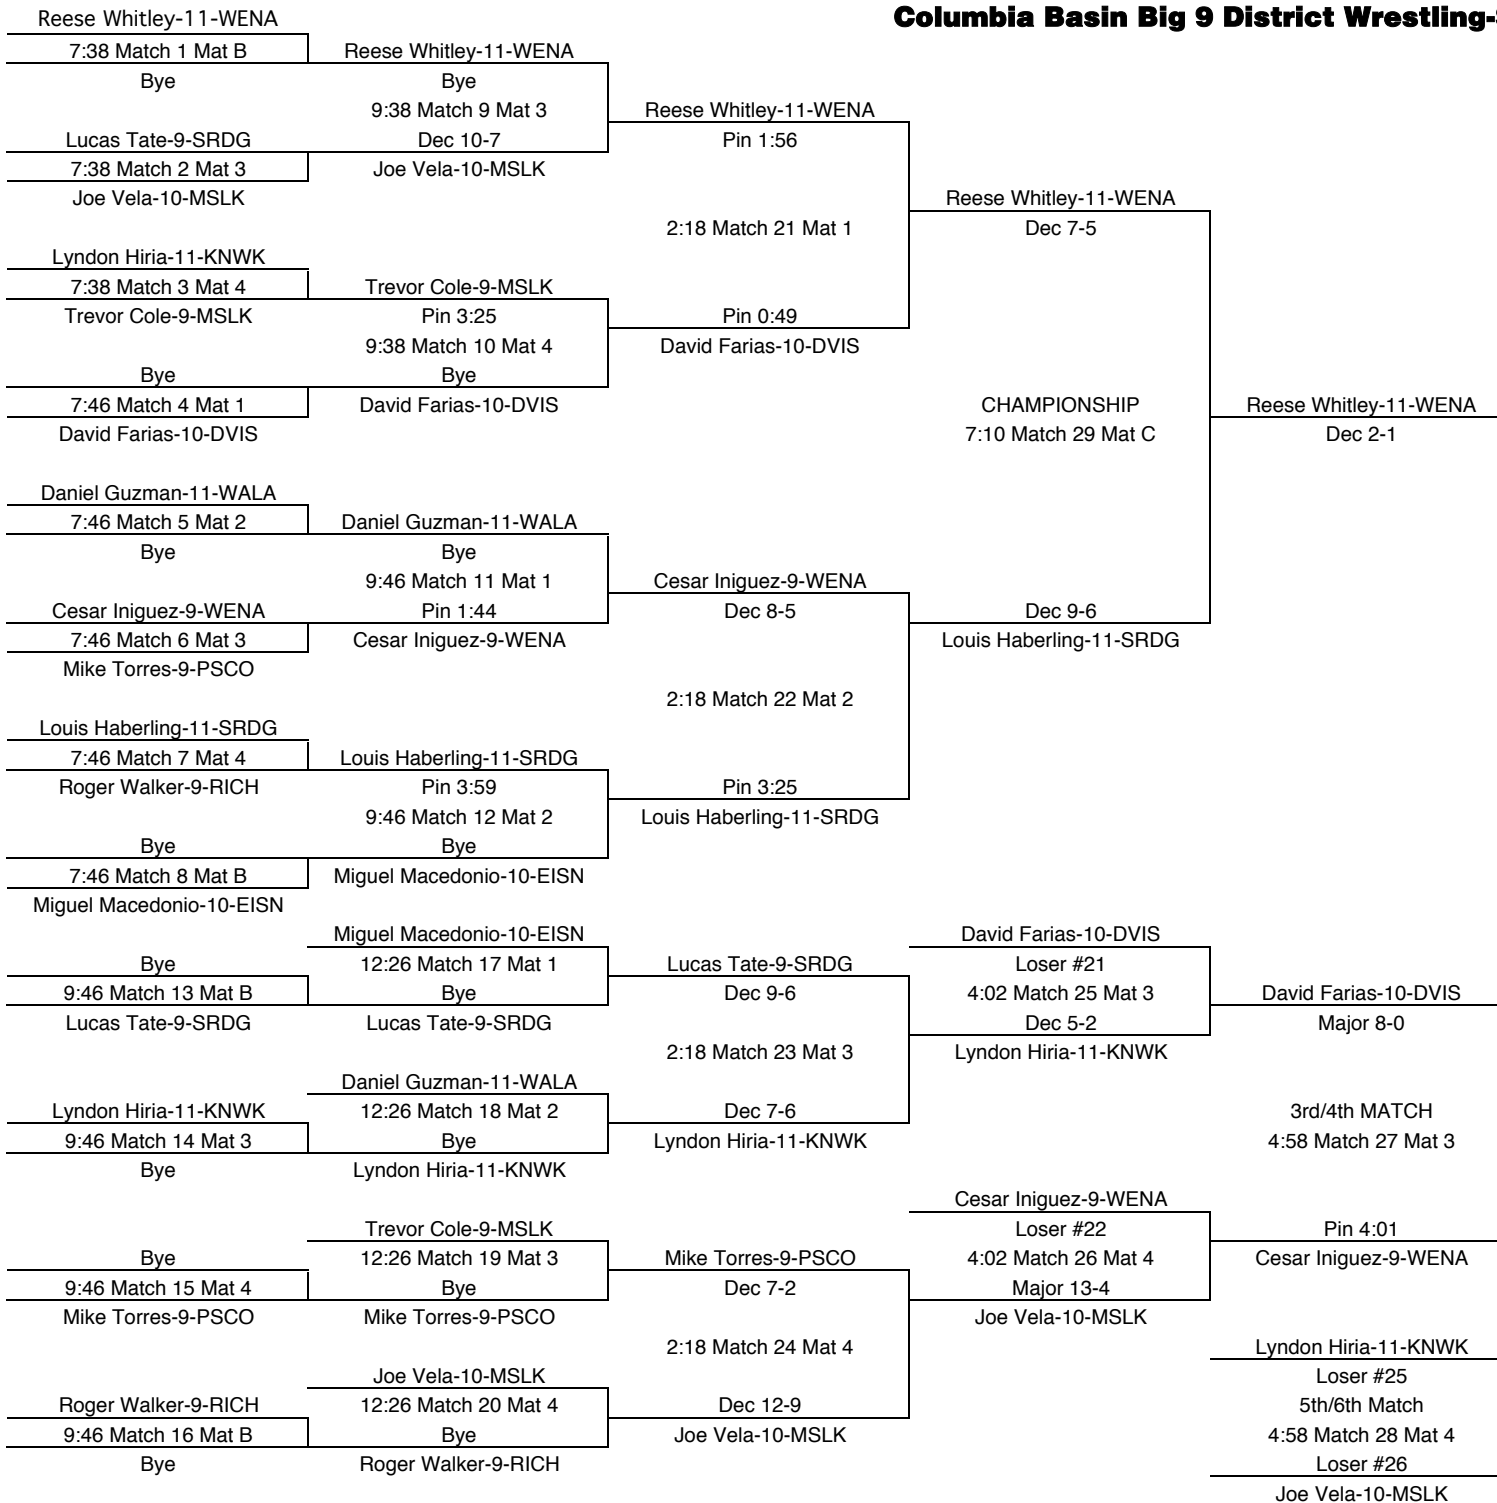 Columbia Basin Big 9 District Wrestling-
Reese Whitley-11-WENA
7:38 Match 1 Mat B
Bye
Lucas Tate-9-SRDG
7:38 Match 2 Mat 3
Joe Vela-10-MSLK
Lyndon Hiria-11-KNWK
7:38 Match 3 Mat 4
Trevor Cole-9-MSLK
Bye
7:46 Match 4 Mat 1
David Farias-10-DVIS
Daniel Guzman-11-WALA
7:46 Match 5 Mat 2
Bye
Cesar Iniguez-9-WENA
7:46 Match 6 Mat 3
Mike Torres-9-PSCO
Louis Haberling-11-SRDG
7:46 Match 7 Mat 4
Roger Walker-9-RICH
Bye
7:46 Match 8 Mat B
Miguel Macedonio-10-EISN
Reese Whitley-11-WENA
Bye
9:38 Match 9 Mat 3
Dec 10-7
Joe Vela-10-MSLK
Trevor Cole-9-MSLK
Pin 3:25
9:38 Match 10 Mat 4
Bye
David Farias-10-DVIS
Daniel Guzman-11-WALA
Bye
9:46 Match 11 Mat 1
Pin 1:44
Cesar Iniguez-9-WENA
Louis Haberling-11-SRDG
Pin 3:59
9:46 Match 12 Mat 2
Bye
Miguel Macedonio-10-EISN
Reese Whitley-11-WENA
Pin 1:56
2:18 Match 21 Mat 1
Pin 0:49
David Farias-10-DVIS
Cesar Iniguez-9-WENA
Dec 8-5
2:18 Match 22 Mat 2
Pin 3:25
Louis Haberling-11-SRDG
Reese Whitley-11-WENA
Dec 7-5
CHAMPIONSHIP
7:10 Match 29 Mat C
Dec 9-6
Louis Haberling-11-SRDG
Reese Whitley-11-WENA
Dec 2-1
Bye
9:46 Match 13 Mat B
Lucas Tate-9-SRDG
Lyndon Hiria-11-KNWK
9:46 Match 14 Mat 3
Bye
Bye
9:46 Match 15 Mat 4
Mike Torres-9-PSCO
Roger Walker-9-RICH
9:46 Match 16 Mat B
Bye
Miguel Macedonio-10-EISN
12:26 Match 17 Mat 1
Bye
Lucas Tate-9-SRDG
Daniel Guzman-11-WALA
12:26 Match 18 Mat 2
Bye
Lyndon Hiria-11-KNWK
Trevor Cole-9-MSLK
12:26 Match 19 Mat 3
Bye
Mike Torres-9-PSCO
Joe Vela-10-MSLK
12:26 Match 20 Mat 4
Bye
Roger Walker-9-RICH
Lucas Tate-9-SRDG
Dec 9-6
2:18 Match 23 Mat 3
Dec 7-6
Lyndon Hiria-11-KNWK
Mike Torres-9-PSCO
Dec 7-2
2:18 Match 24 Mat 4
Dec 12-9
Joe Vela-10-MSLK
David Farias-10-DVIS
Loser #21
4:02 Match 25 Mat 3
Dec 5-2
Lyndon Hiria-11-KNWK
Cesar Iniguez-9-WENA
Loser #22
4:02 Match 26 Mat 4
Major 13-4
Joe Vela-10-MSLK
David Farias-10-DVIS
Major 8-0
3rd/4th MATCH
4:58 Match 27 Mat 3
Pin 4:01
Cesar Iniguez-9-WENA
Lyndon Hiria-11-KNWK
Loser #25
5th/6th Match
4:58 Match 28 Mat 4
Loser #26
Joe Vela-10-MSLK